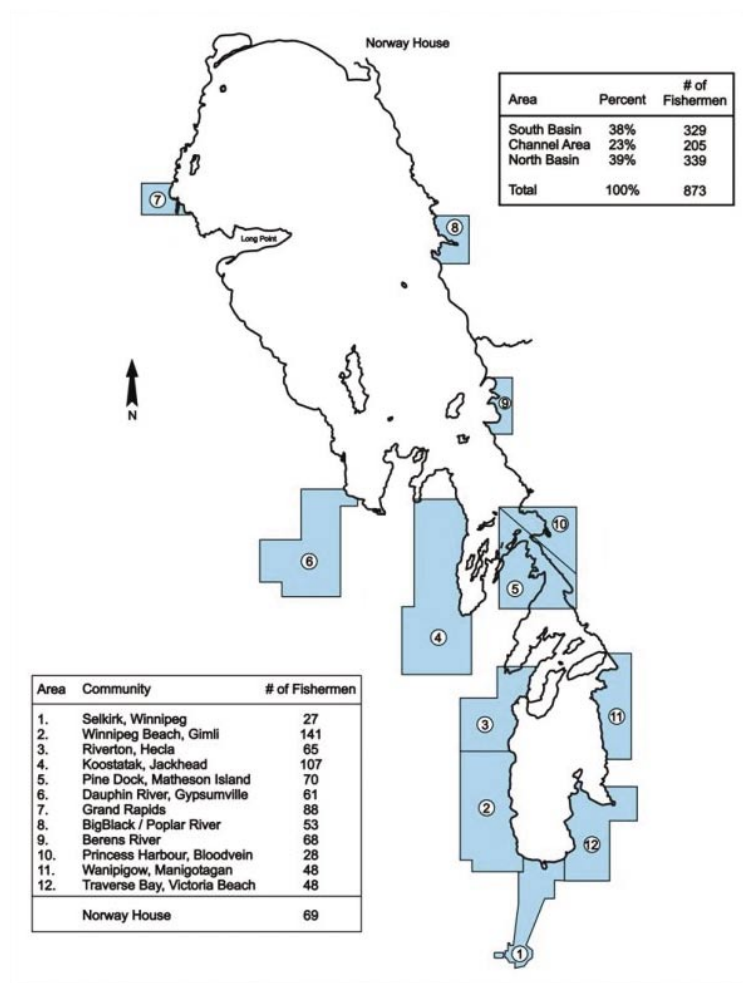 Norway House
Area Percent # of Fishermen
South Basin 38% 329
Channel Area 23% 205
North Basin 39% 339
Total 100% 873
7
8
Long Point
N
9
10
6
5
4
11
3
2
12
1
Area Community # of Fishermen
1. Selkirk, Winnipeg 27
2. Winnipeg Beach, Gimli 141
3. Riverton, Hecla 65
4. Koostatak, Jackhead 107
5. Pine Dock, Matheson Island 70
6. Dauphin River, Gypsumville 61
7. Grand Rapids 88
8. BigBlack / Poplar River 53
9. Berens River 68
10. Princess Harbour, Bloodvein 28
11. Wanipigow, Manigotagan 48
12. Traverse Bay, Victoria Beach 48
Norway House 69